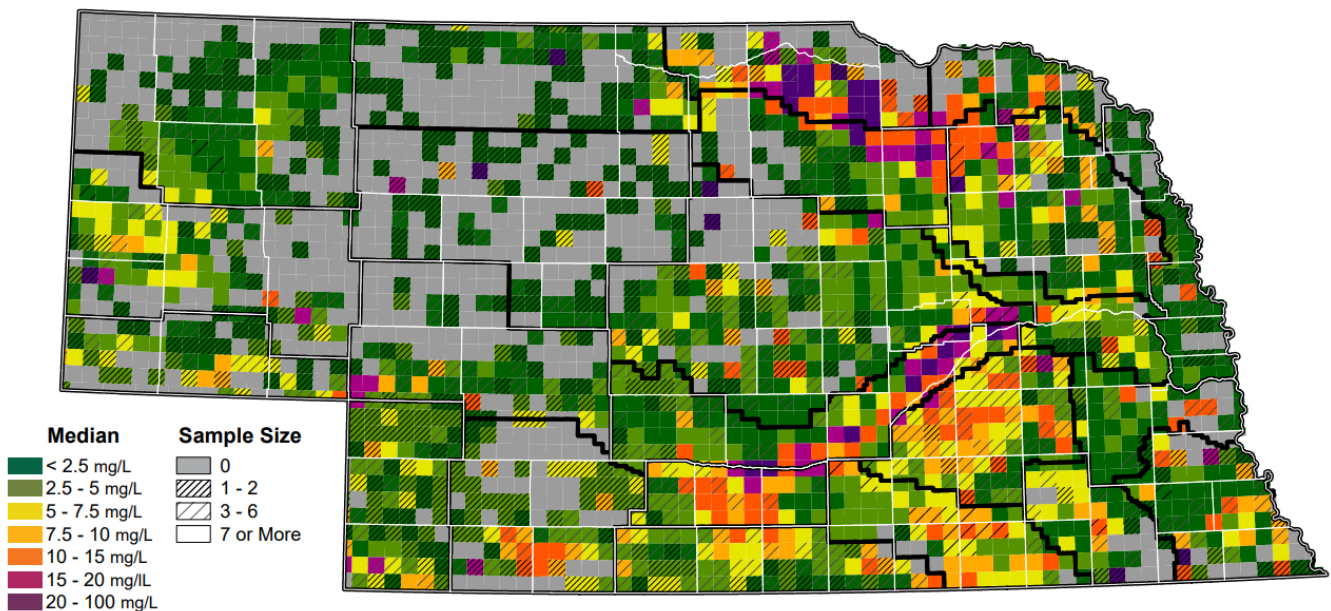 Median
< 2.5 mg/L
2.5 - 5 mg/L
5 - 7.5 mg/L
7.5 - 10 mg/L
10 - 15 mg/L
15 - 20 mg/lL
20 - 100 mg/L
Sample Size
0
1 - 2
3 - 6
7 or More